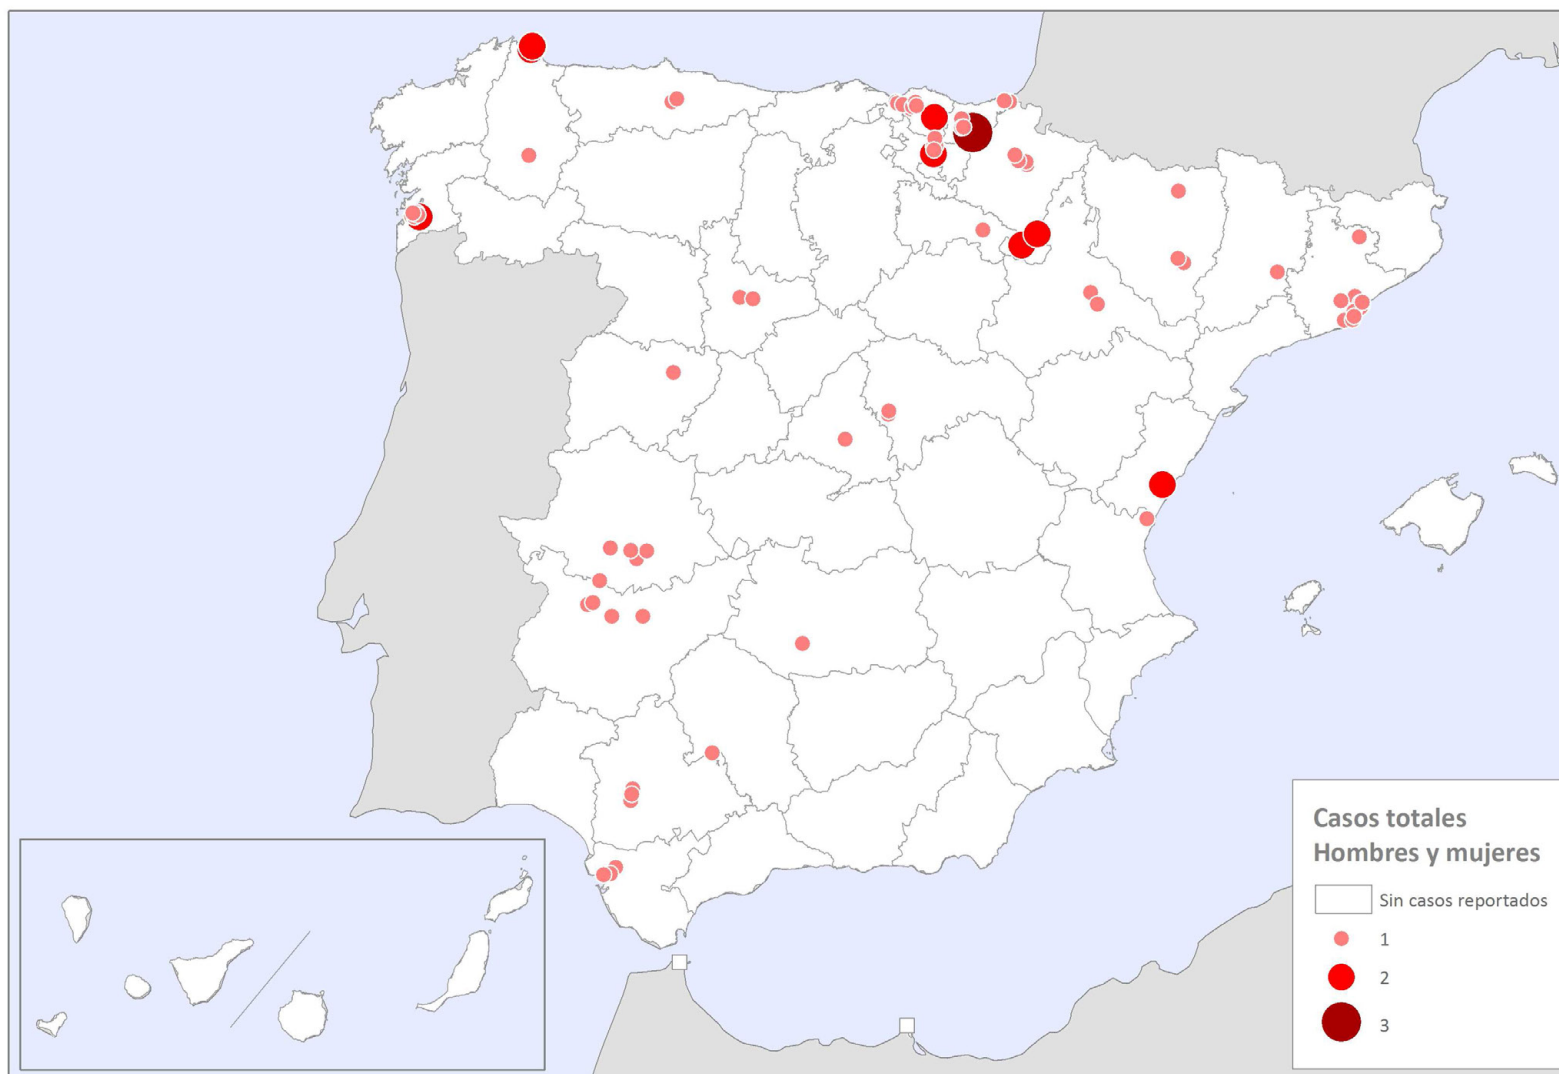 Casos totales
Hombres y mujeres
Sin casos reportados
1
2
3